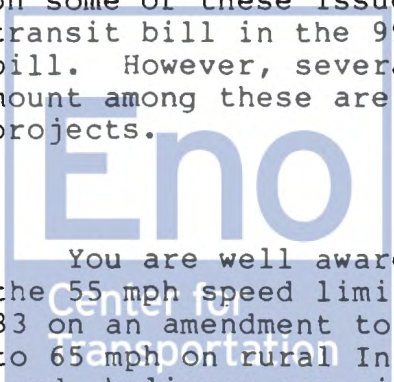 on some of these issue
transit bill in the 9
bill. However, severa
mount among these are
projects.
Eno
You are well awar
the 55 mph speed limi
Center for
33 on an amendment to
to 65 mph on rural In
Transportation